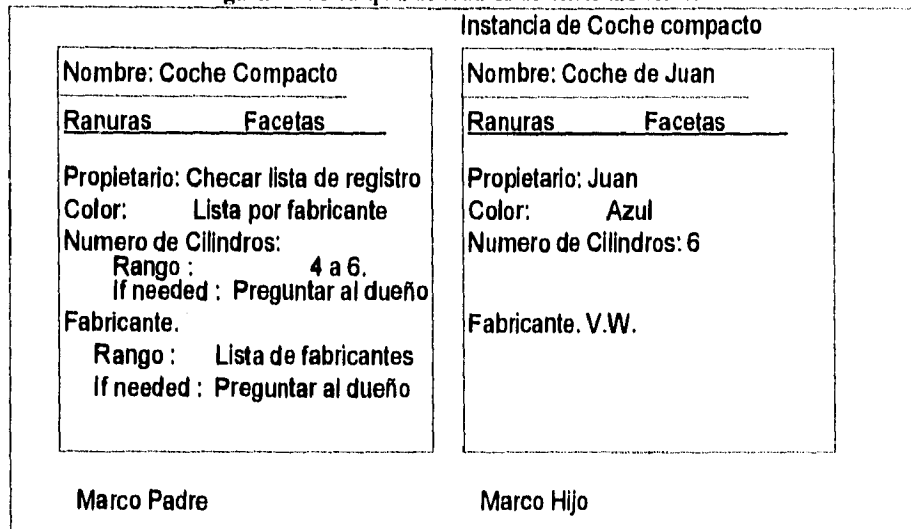 Instancia de Coche compacto
Nombre: Coche Compacto
Ranuras Facetas
Propietario: Checar lista de registro
Color: Lista por fabricante
Numero de Cilindros:
Rango : 4 a 6.
If needed : Preguntar al dueño
Fabricante.
Rango : Lista de fabricantes
If needed : Preguntar al dueño
Marco Padre
Nombre: Coche de Juan
Ranuras Facetas
Propietario: Juan
Color: Azul
Numero de Cilindros: 6
Fabricante. V.W.
Marco Hijo